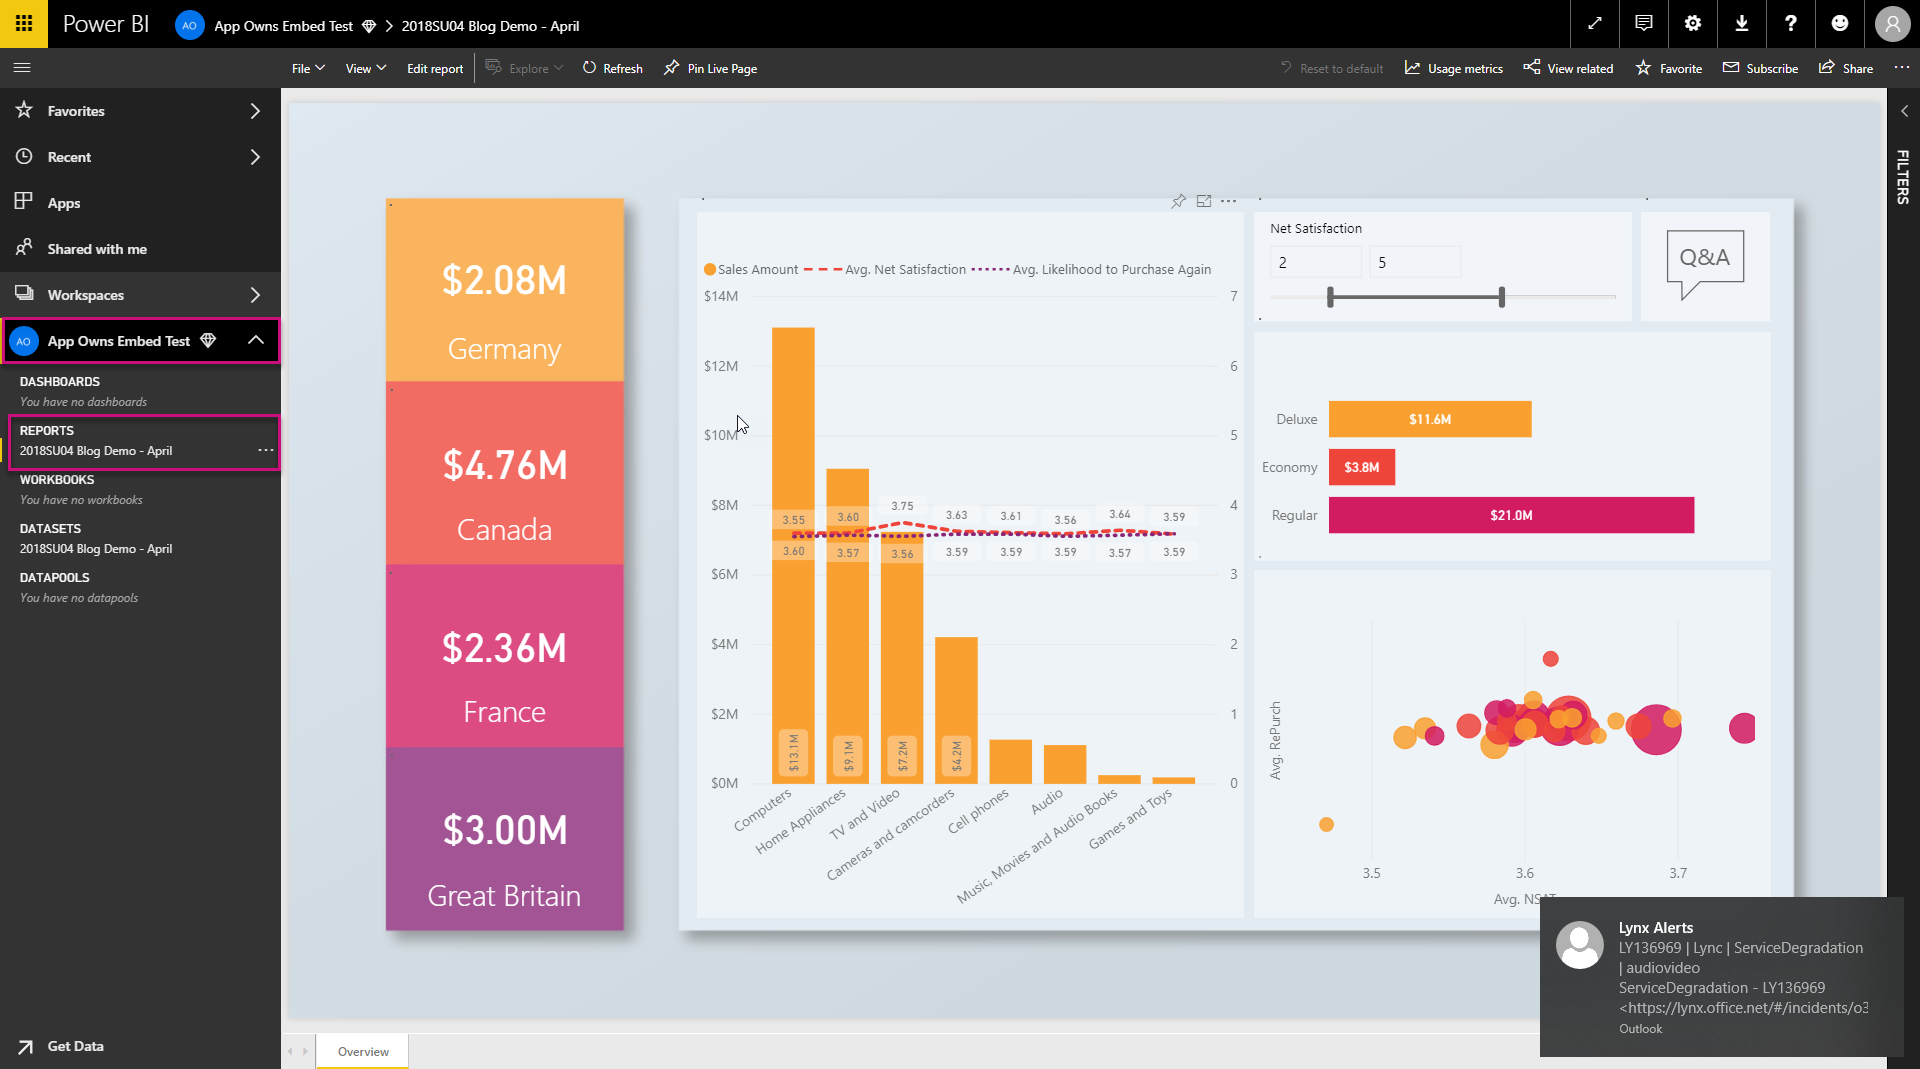 Power BI
AO
App Owns Embed Test
2018SU04 Blog Demo - April
File
View
Edit report
Explore
Refresh
Pin Live Page
Reset to default
Usage metrics
View related
Favorite
Subscribe
Share
Favorites
Recent
Apps
Shared with me
Workspaces
AO
App Owns Embed Test
DASHBOARDS
You have no dashboards
REPORTS
2018SU04 Blog Demo - April
WORKBOOKS
You have no workbooks
DATASETS
2018SU04 Blog Demo - April
DATAPOOLS
You have no datapools
Get Data
$2.08M
Germany
$4.76M
Canada
$2.36M
France
$3.00M
Great Britain
Sales Amount
Avg. Net Satisfaction
Avg. Likelihood to Purchase Again
$14M
$12M
$10M
$8M
$6M
$4M
$2M
$0M
7
6
5
4
3
2
1
0
3.55
3.60
3.75
3.63
3.61
3.56
3.64
3.59
3.60
3.57
3.56
3.59
3.59
3.59
3.57
3.59
$13.1M
$9.1M
$7.2M
$4.2M
Computers
Home Appliances
TV and Video
Cameras and camcorders
Cell phones
Audio
Music, Movies and Audio Books
Games and Toys
Net Satisfaction
2
5
Q&A
Deluxe
$11.6M
Economy
$3.8M
Regular
$21.0M
Avg. RePurch
3.5
3.6
3.7
Avg. NSAT
FILTERS
Overview
Lynx Alerts
LY136969 | Lync | ServiceDegradation
| audiovideo
ServiceDegradation - LY136969
<https://lynx.office.net/#/incidents/o3
Outlook